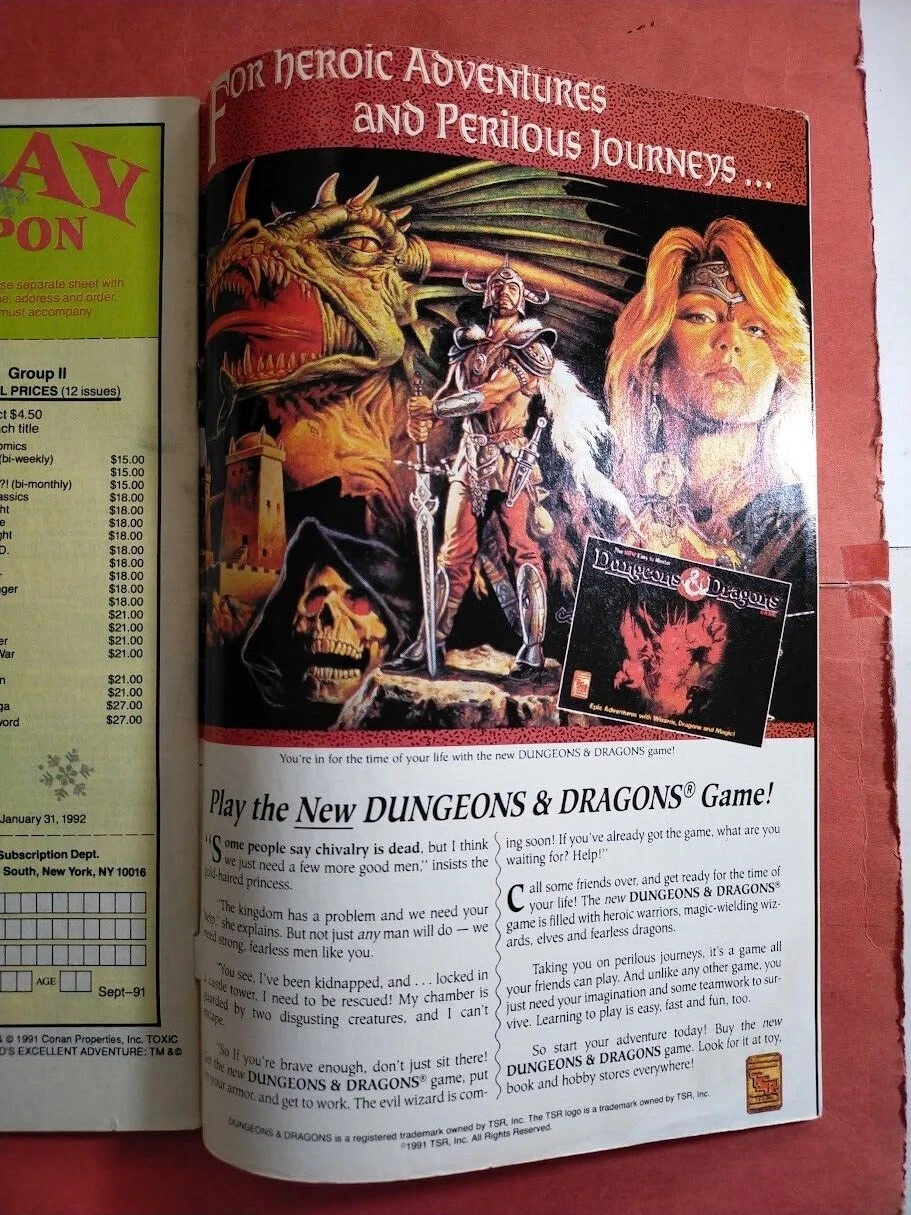 AY
PON
se separate sheet with
e, address and order.
must accompany
Group II
L PRICES (12 issues)
ct $4.50
ch title
omics
(bi-weekly) $15.00
$15.00
?! (bi-monthly) $15.00
assics $18.00
ht $18.00
e $18.00
ght $18.00
D. $18.00
$18.00
r $18.00
ger $18.00
$18.00
$21.00
$21.00
er $21.00
War $21.00
n $21.00
$21.00
ga $27.00
word $27.00
January 31, 1992
Subscription Dept.
South, New York, NY 10016
AGE
Sept–91
& © 1991 Conan Properties, Inc. TOXIC
D'S EXCELLENT ADVENTURE: TM &©
For Heroic Adventures
and Perilous Journeys ...
The NEW Easy to Master
Dungeons & Dragons
Epic Adventures with Wizards, Dragons and Magic!
You're in for the time of your life with the new DUNGEONS & DRAGONS game!
Play the New DUNGEONS & DRAGONS® Game!
"Some people say chivalry is dead, but I think
we just need a few more good men," insists the
gold-haired princess.
"The kingdom has a problem and we need your
help," she explains. But not just any man will do — we
need strong, fearless men like you.
"You see, I've been kidnapped, and . . . locked in
a castle tower, I need to be rescued! My chamber is
guarded by two disgusting creatures, and I can't
escape.
"So If you're brave enough, don't just sit there!
the new DUNGEONS & DRAGONS® game, put
on your armor, and get to work. The evil wizard is com-
ing soon! If you've already got the game, what are you
waiting for? Help!"
Call some friends over, and get ready for the time of
your life! The new DUNGEONS & DRAGONS®
game is filled with heroic warriors, magic-wielding wiz-
ards, elves and fearless dragons.
Taking you on perilous journeys, it's a game all
your friends can play. And unlike any other game, you
just need your imagination and some teamwork to sur-
vive. Learning to play is easy, fast and fun, too.
So start your adventure today! Buy the new
DUNGEONS & DRAGONS game. Look for it at toy,
book and hobby stores everywhere!
TSR
DUNGEONS & DRAGONS is a registered trademark owned by TSR, Inc. The TSR logo is a trademark owned by TSR, Inc.
©1991 TSR, Inc. All Rights Reserved.